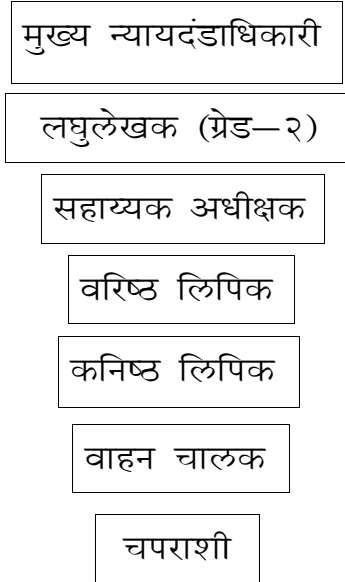 मुख्य न्यायदंडाधिकारी
लघुलेखक (ग्रेड—२)
सहाय्यक अधीक्षक
वरिष्ठ लिपिक
कनिष्ठ लिपिक
वाहन चालक
चपराशी